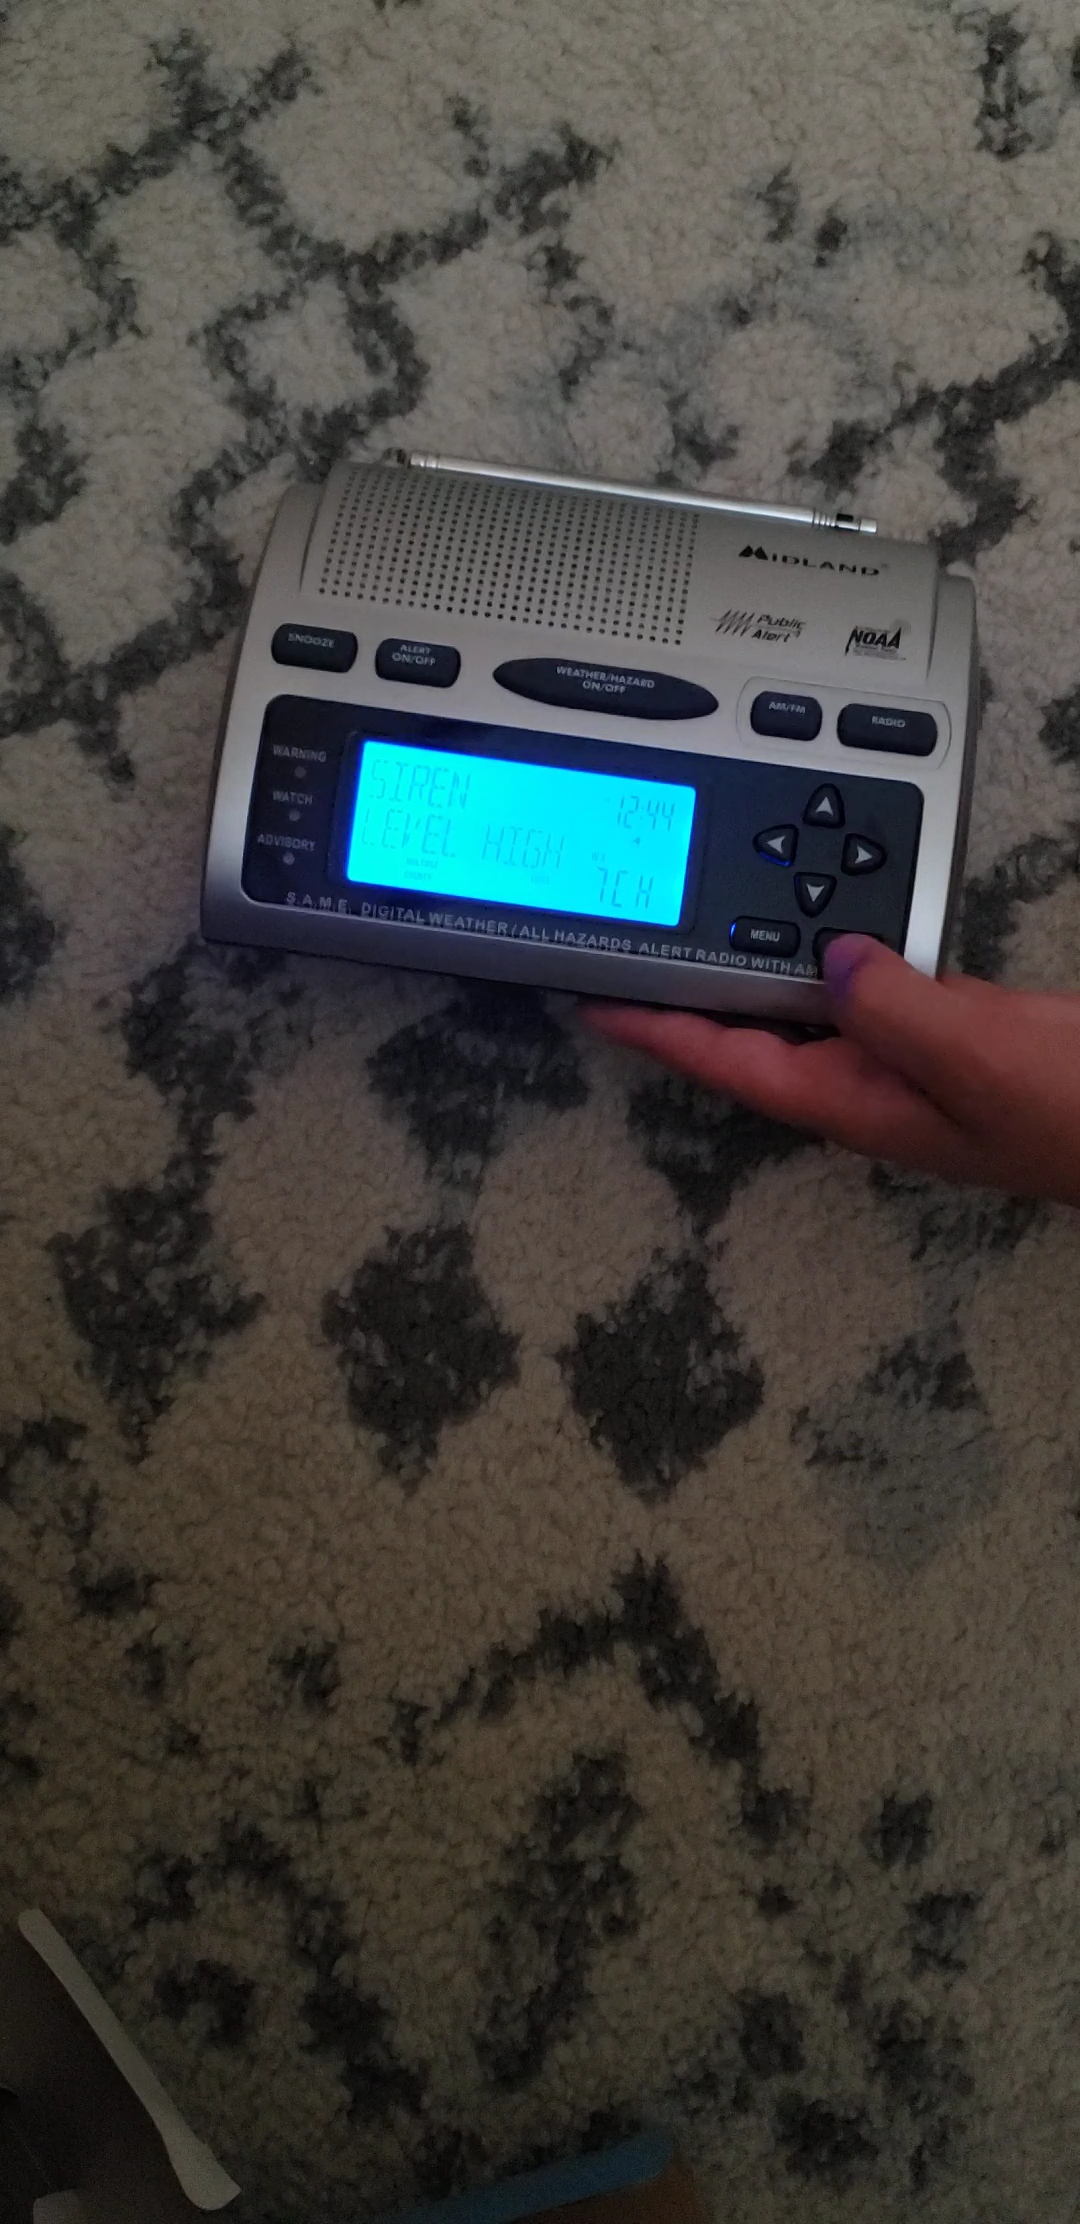 MIDLAND
Public
Alert
NOAA
SNOOZE
ALERT
ON/OFF
WEATHER/HAZARD
ON/OFF
AM/FM
RADIO
WARNING
WATCH
ADVISORY
SIREN
12:44
LEVEL HIGH
7CH
MENU
S.A.M.E. DIGITAL WEATHER/ALL HAZARDS ALERT RADIO WITH AM